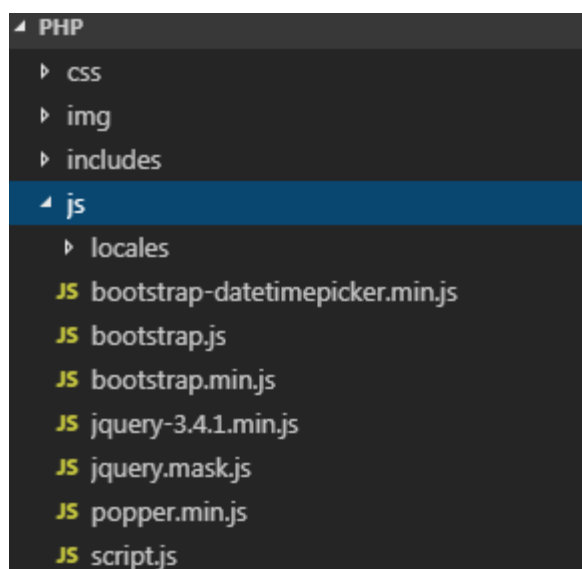 PHP
css
img
includes
js
locales
JS bootstrap-datetimepicker.min.js
JS bootstrap.js
JS bootstrap.min.js
JS jquery-3.4.1.min.js
JS jquery.mask.js
JS popper.min.js
JS script.js